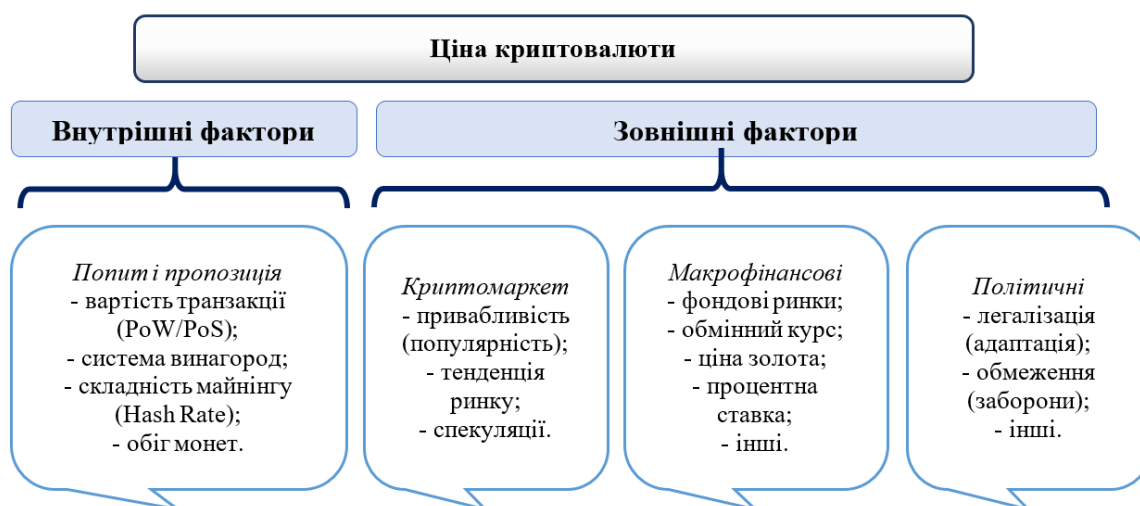 Ціна криптовалюти
Внутрішні фактори
Зовнішні фактори
Попит і пропозиція
- вартість транзакції
(PoW/PoS);
- система винагород;
- складність майнінгу
(Hash Rate);
- обіг монет.
Криптомаркет
- привабливість
(популярність);
- тенденція
ринку;
- спекуляції.
Макрофінансові
- фондові ринки;
- обмінний курс;
- ціна золота;
- процентна
ставка;
- інші.
Політичні
- легалізація
(адаптація);
- обмеження
(заборони);
- інші.